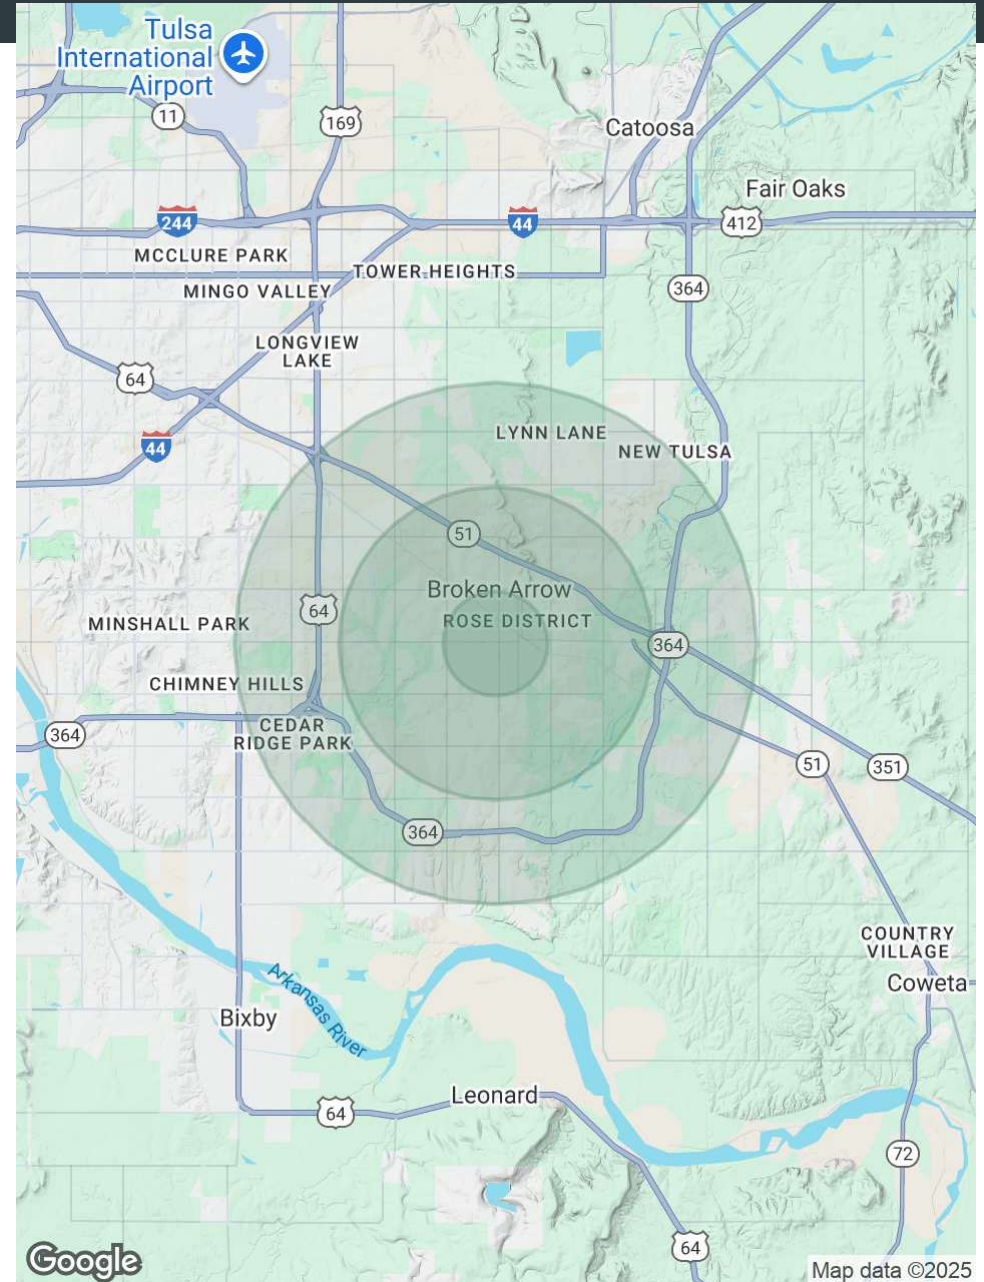 Tulsa
International
Airport
11
169
Catoosa
Fair Oaks
244
44
412
MCCLURE PARK
TOWER HEIGHTS
MINGO VALLEY
364
LONGVIEW
LAKE
64
44
LYNN LANE
NEW TULSA
51
Broken Arrow
ROSE DISTRICT
64
MINSHALL PARK
364
CHIMNEY HILLS
CEDAR
RIDGE PARK
364
51
351
364
COUNTRY
VILLAGE
Coweta
Arkansas River
Bixby
Leonard
64
72
64
Google
Map data ©2025